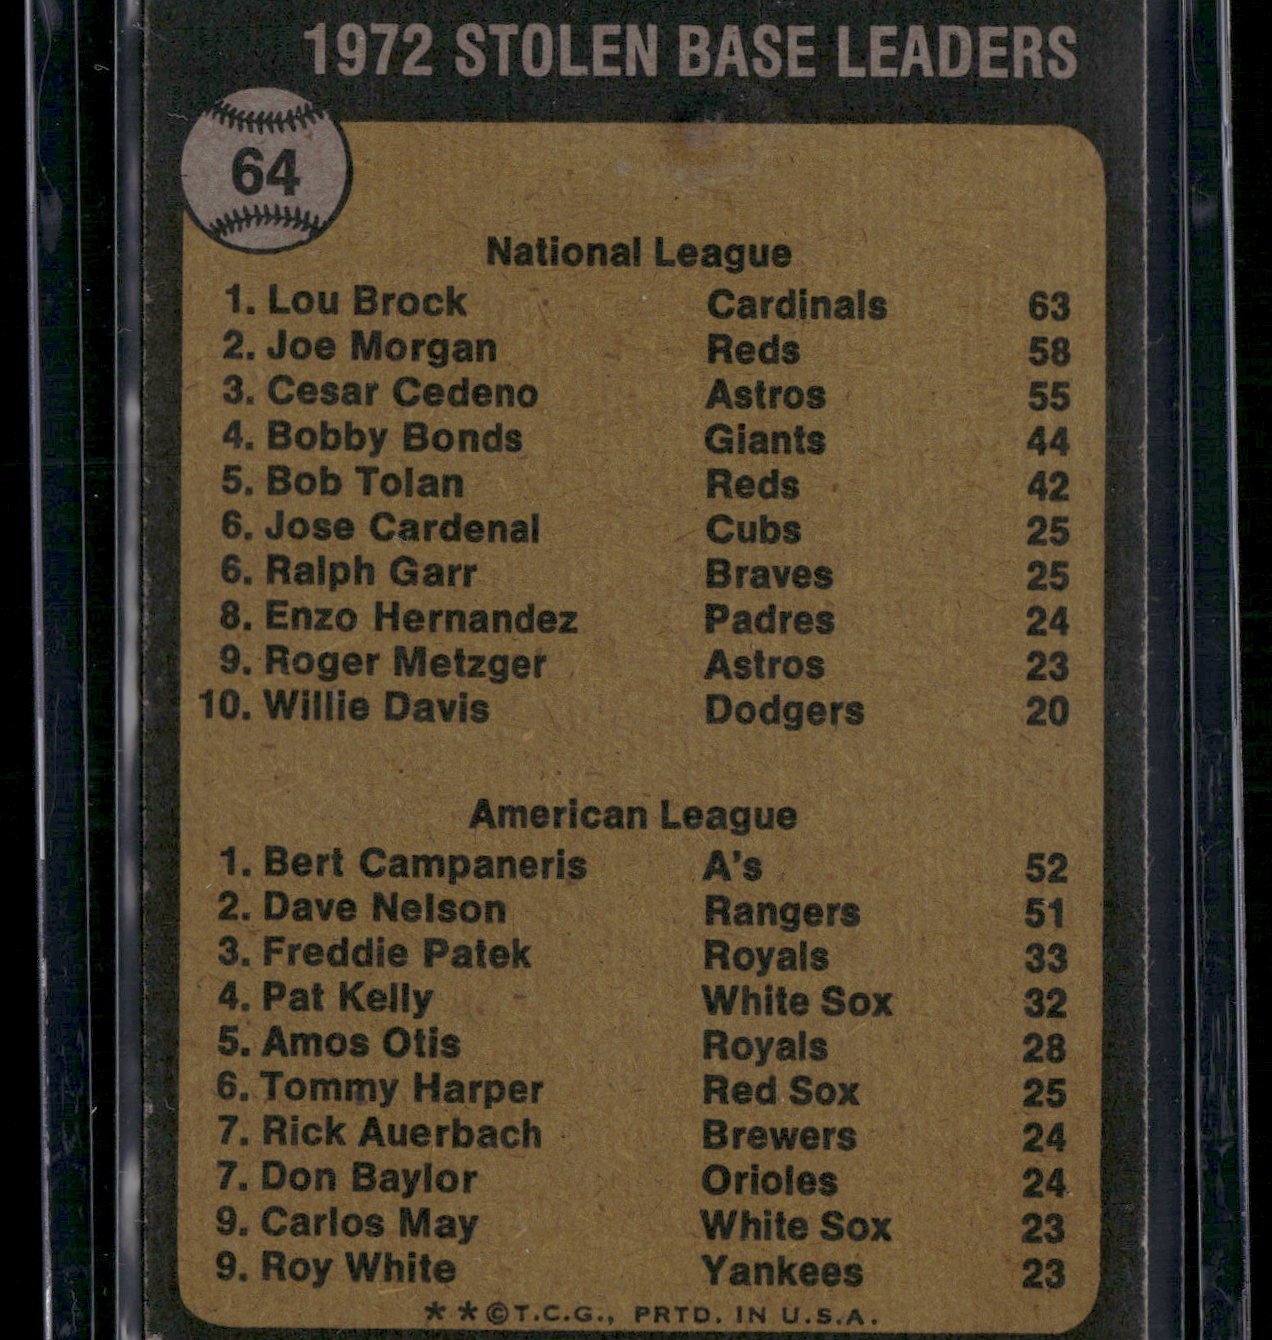 1972 STOLEN BASE LEADERS
64
National League
1. Lou Brock Cardinals 63
2. Joe Morgan Reds 58
3. Cesar Cedeno Astros 55
4. Bobby Bonds Giants 44
5. Bob Tolan Reds 42
6. Jose Cardenal Cubs 25
6. Ralph Garr Braves 25
8. Enzo Hernandez Padres 24
9. Roger Metzger Astros 23
10. Willie Davis Dodgers 20
American League
1. Bert Campaneris A's 52
2. Dave Nelson Rangers 51
3. Freddie Patek Royals 33
4. Pat Kelly White Sox 32
5. Amos Otis Royals 28
6. Tommy Harper Red Sox 25
7. Rick Auerbach Brewers 24
7. Don Baylor Orioles 24
9. Carlos May White Sox 23
9. Roy White Yankees 23
* * © T.C.G., PRTD. IN U.S.A.